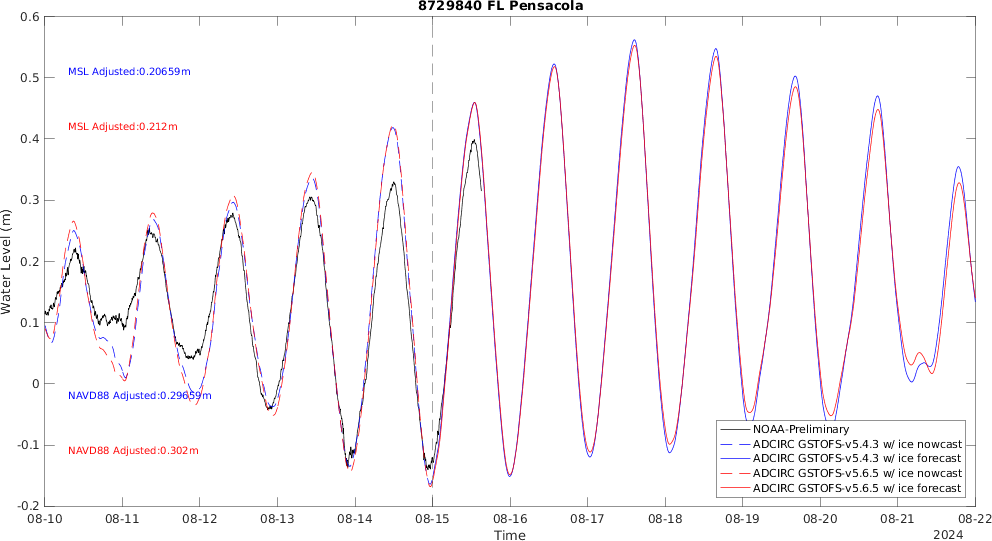 8729840 FL Pensacola
0.6
0.5
0.4
0.3
0.2
0.1
0
-0.1
-0.2
Water Level (m)
MSL Adjusted:0.20659m
MSL Adjusted:0.212m
NAVD88 Adjusted:0.29659m
NAVD88 Adjusted:0.302m
NOAA-Preliminary
ADCIRC GSTOFS-v5.4.3 w/ ice nowcast
ADCIRC GSTOFS-v5.4.3 w/ ice forecast
ADCIRC GSTOFS-v5.6.5 w/ ice nowcast
ADCIRC GSTOFS-v5.6.5 w/ ice forecast
08-10 08-11 08-12 08-13 08-14 08-15 08-16 08-17 08-18 08-19 08-20 08-21 08-22
Time
2024